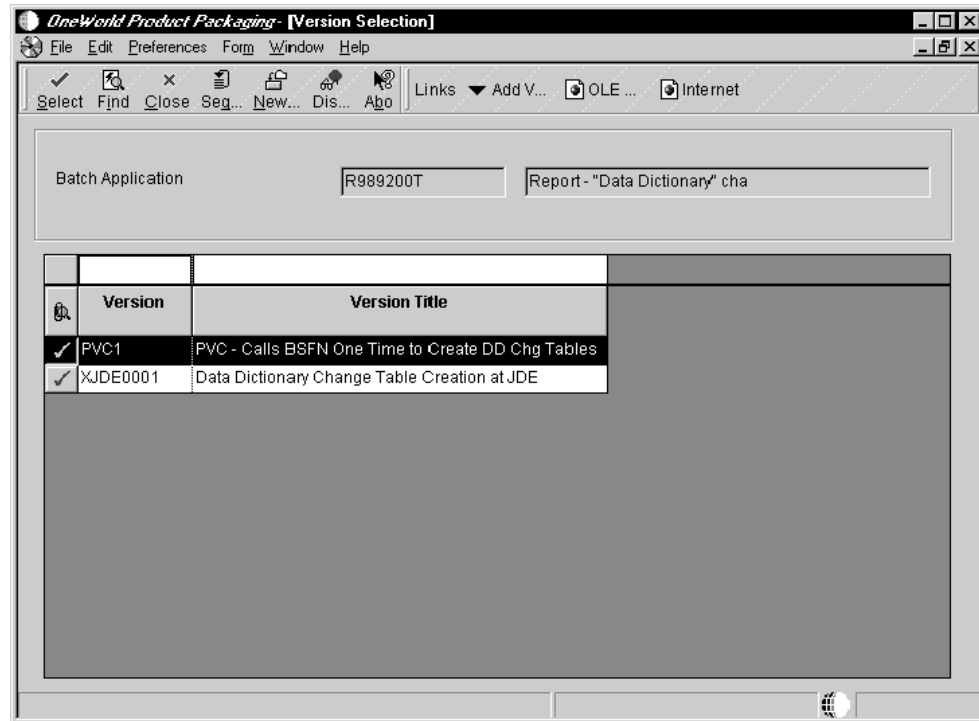 OneWorld Product Packaging - [Version Selection]
File Edit Preferences Form Window Help
Select Find Close Seq... New... Dis... Abo Links Add V... OLE ... Internet
Batch Application R989200T Report - "Data Dictionary" cha
Version Version Title
PVC1 PVC - Calls BSFN One Time to Create DD Chg Tables
XJDE0001 Data Dictionary Change Table Creation at JDE